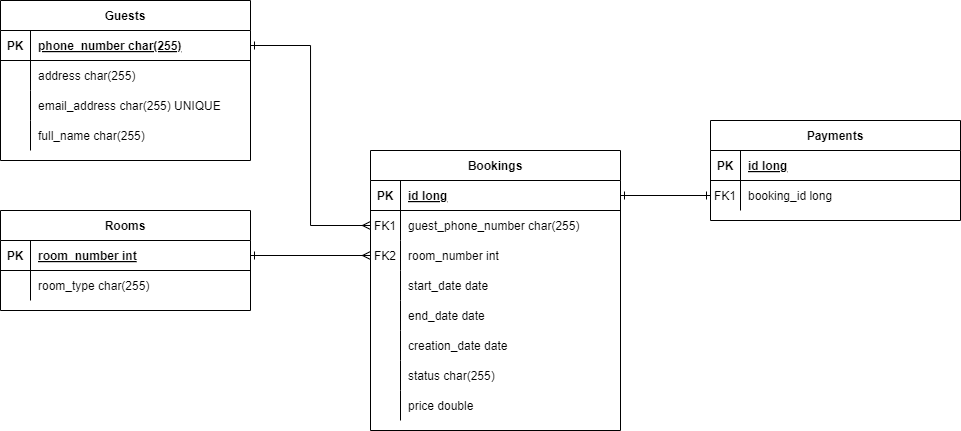 Guests
PK phone_number char(255)
address char(255)
email_address char(255) UNIQUE
full_name char(255)
Rooms
PK room_number int
room_type char(255)
Bookings
PK id long
FK1 guest_phone_number char(255)
FK2 room_number int
start_date date
end_date date
creation_date date
status char(255)
price double
Payments
PK id long
FK1 booking_id long